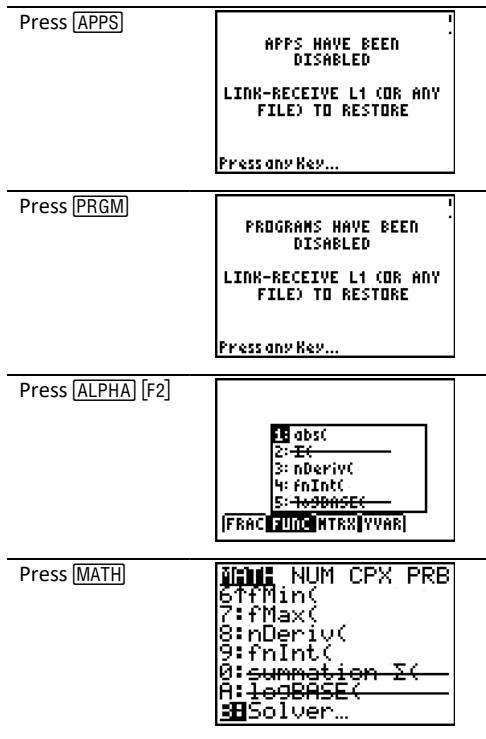 Press [APPS]
APPS HAVE BEEN
DISABLED
LINK-RECEIVE L1 (OR ANY
FILE) TO RESTORE
Press any Key...
Press [PRGM]
PROGRAMS HAVE BEEN
DISABLED
LINK-RECEIVE L1 (OR ANY
FILE) TO RESTORE
Press any Key...
Press [ALPHA] [F2]
1: abs(
2: Σ(
3: nDeriv(
4: fnInt(
5: logBASE(
FRAC FUNC MTRX YVAR
Press [MATH]
MATH NUM CPX PRB
6↑fMin(
7:fMax(
8:nDeriv(
9:fnInt(
0:summation Σ(
A:logBASE(
B:Solver…